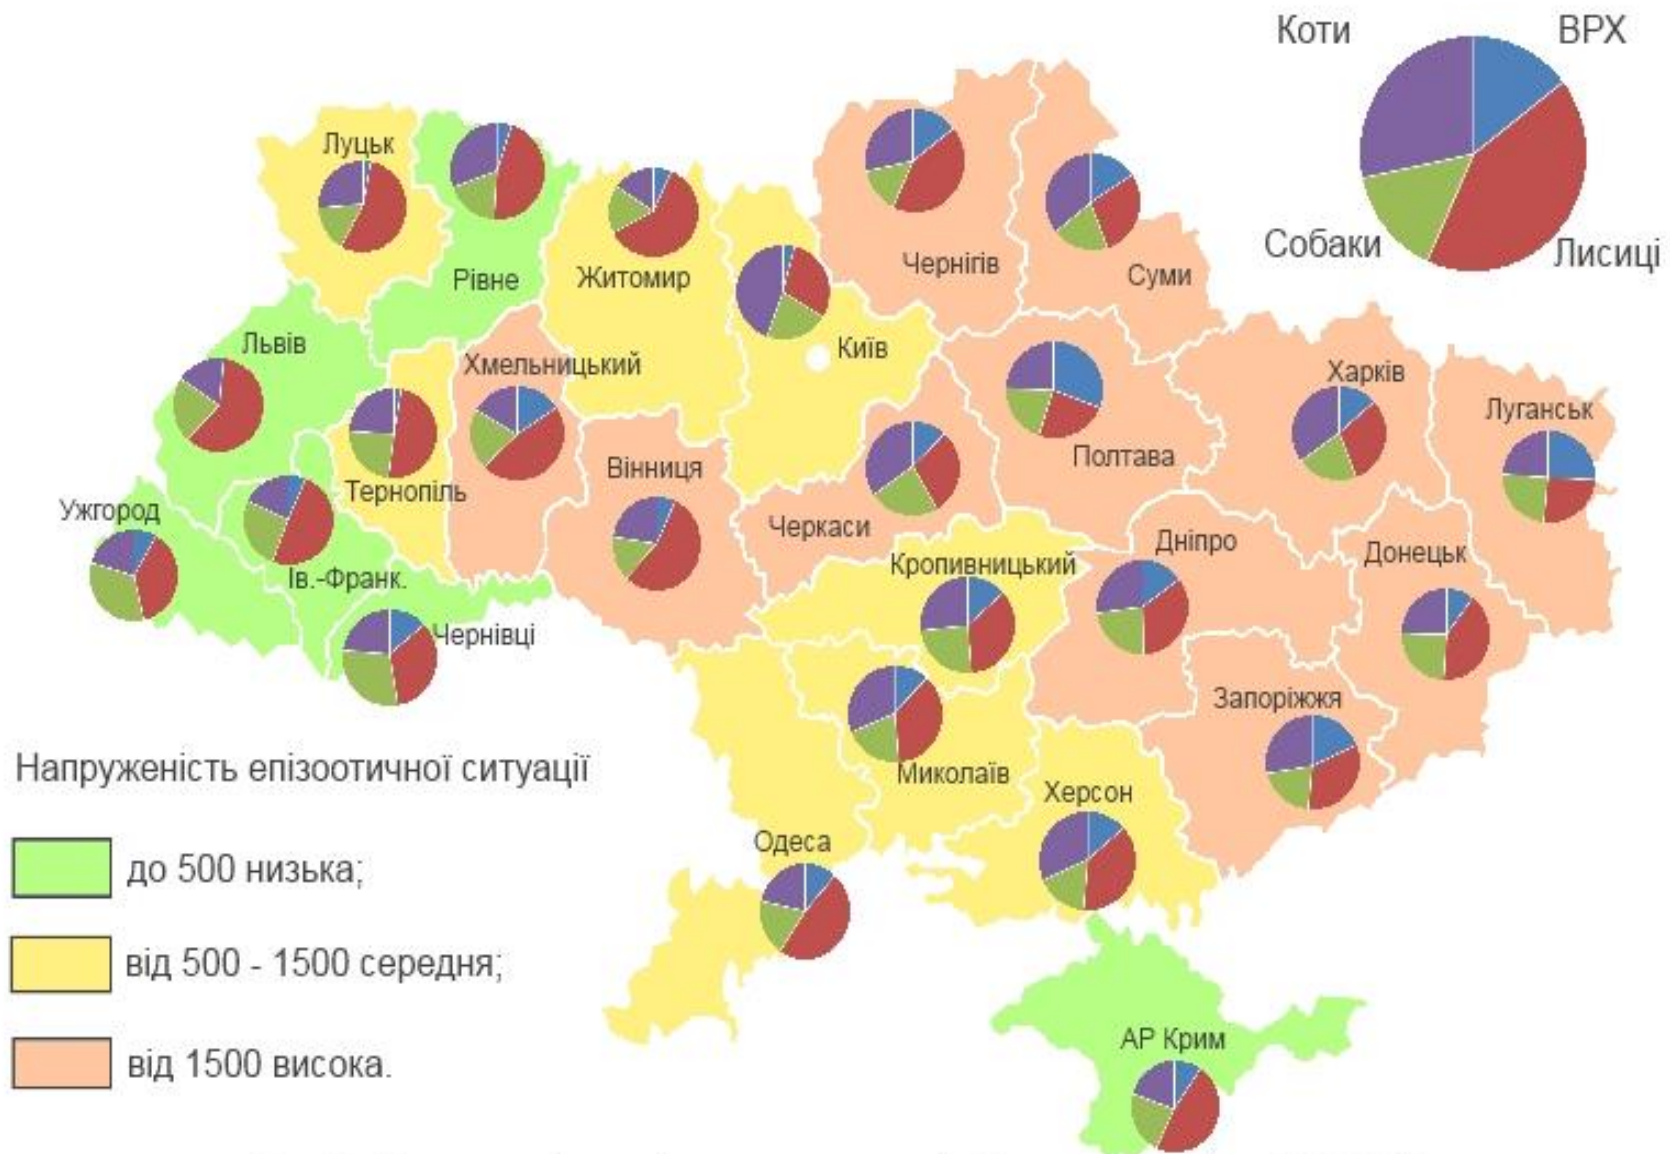 Коти
ВРХ
Собаки
Лисиці
Луцьк
Рівне
Житомир
Чернігів
Суми
Львів
Хмельницький
Київ
Харків
Луганськ
Полтава
Вінниця
Тернопіль
Ужгород
Черкаси
Ів.-Франк.
Кропивницький
Дніпро
Донецьк
Чернівці
Запоріжжя
Миколаїв
Херсон
Одеса
АР Крим
Напруженість епізоотичної ситуації
до 500 низька;
від 500 - 1500 середня;
від 1500 висока.